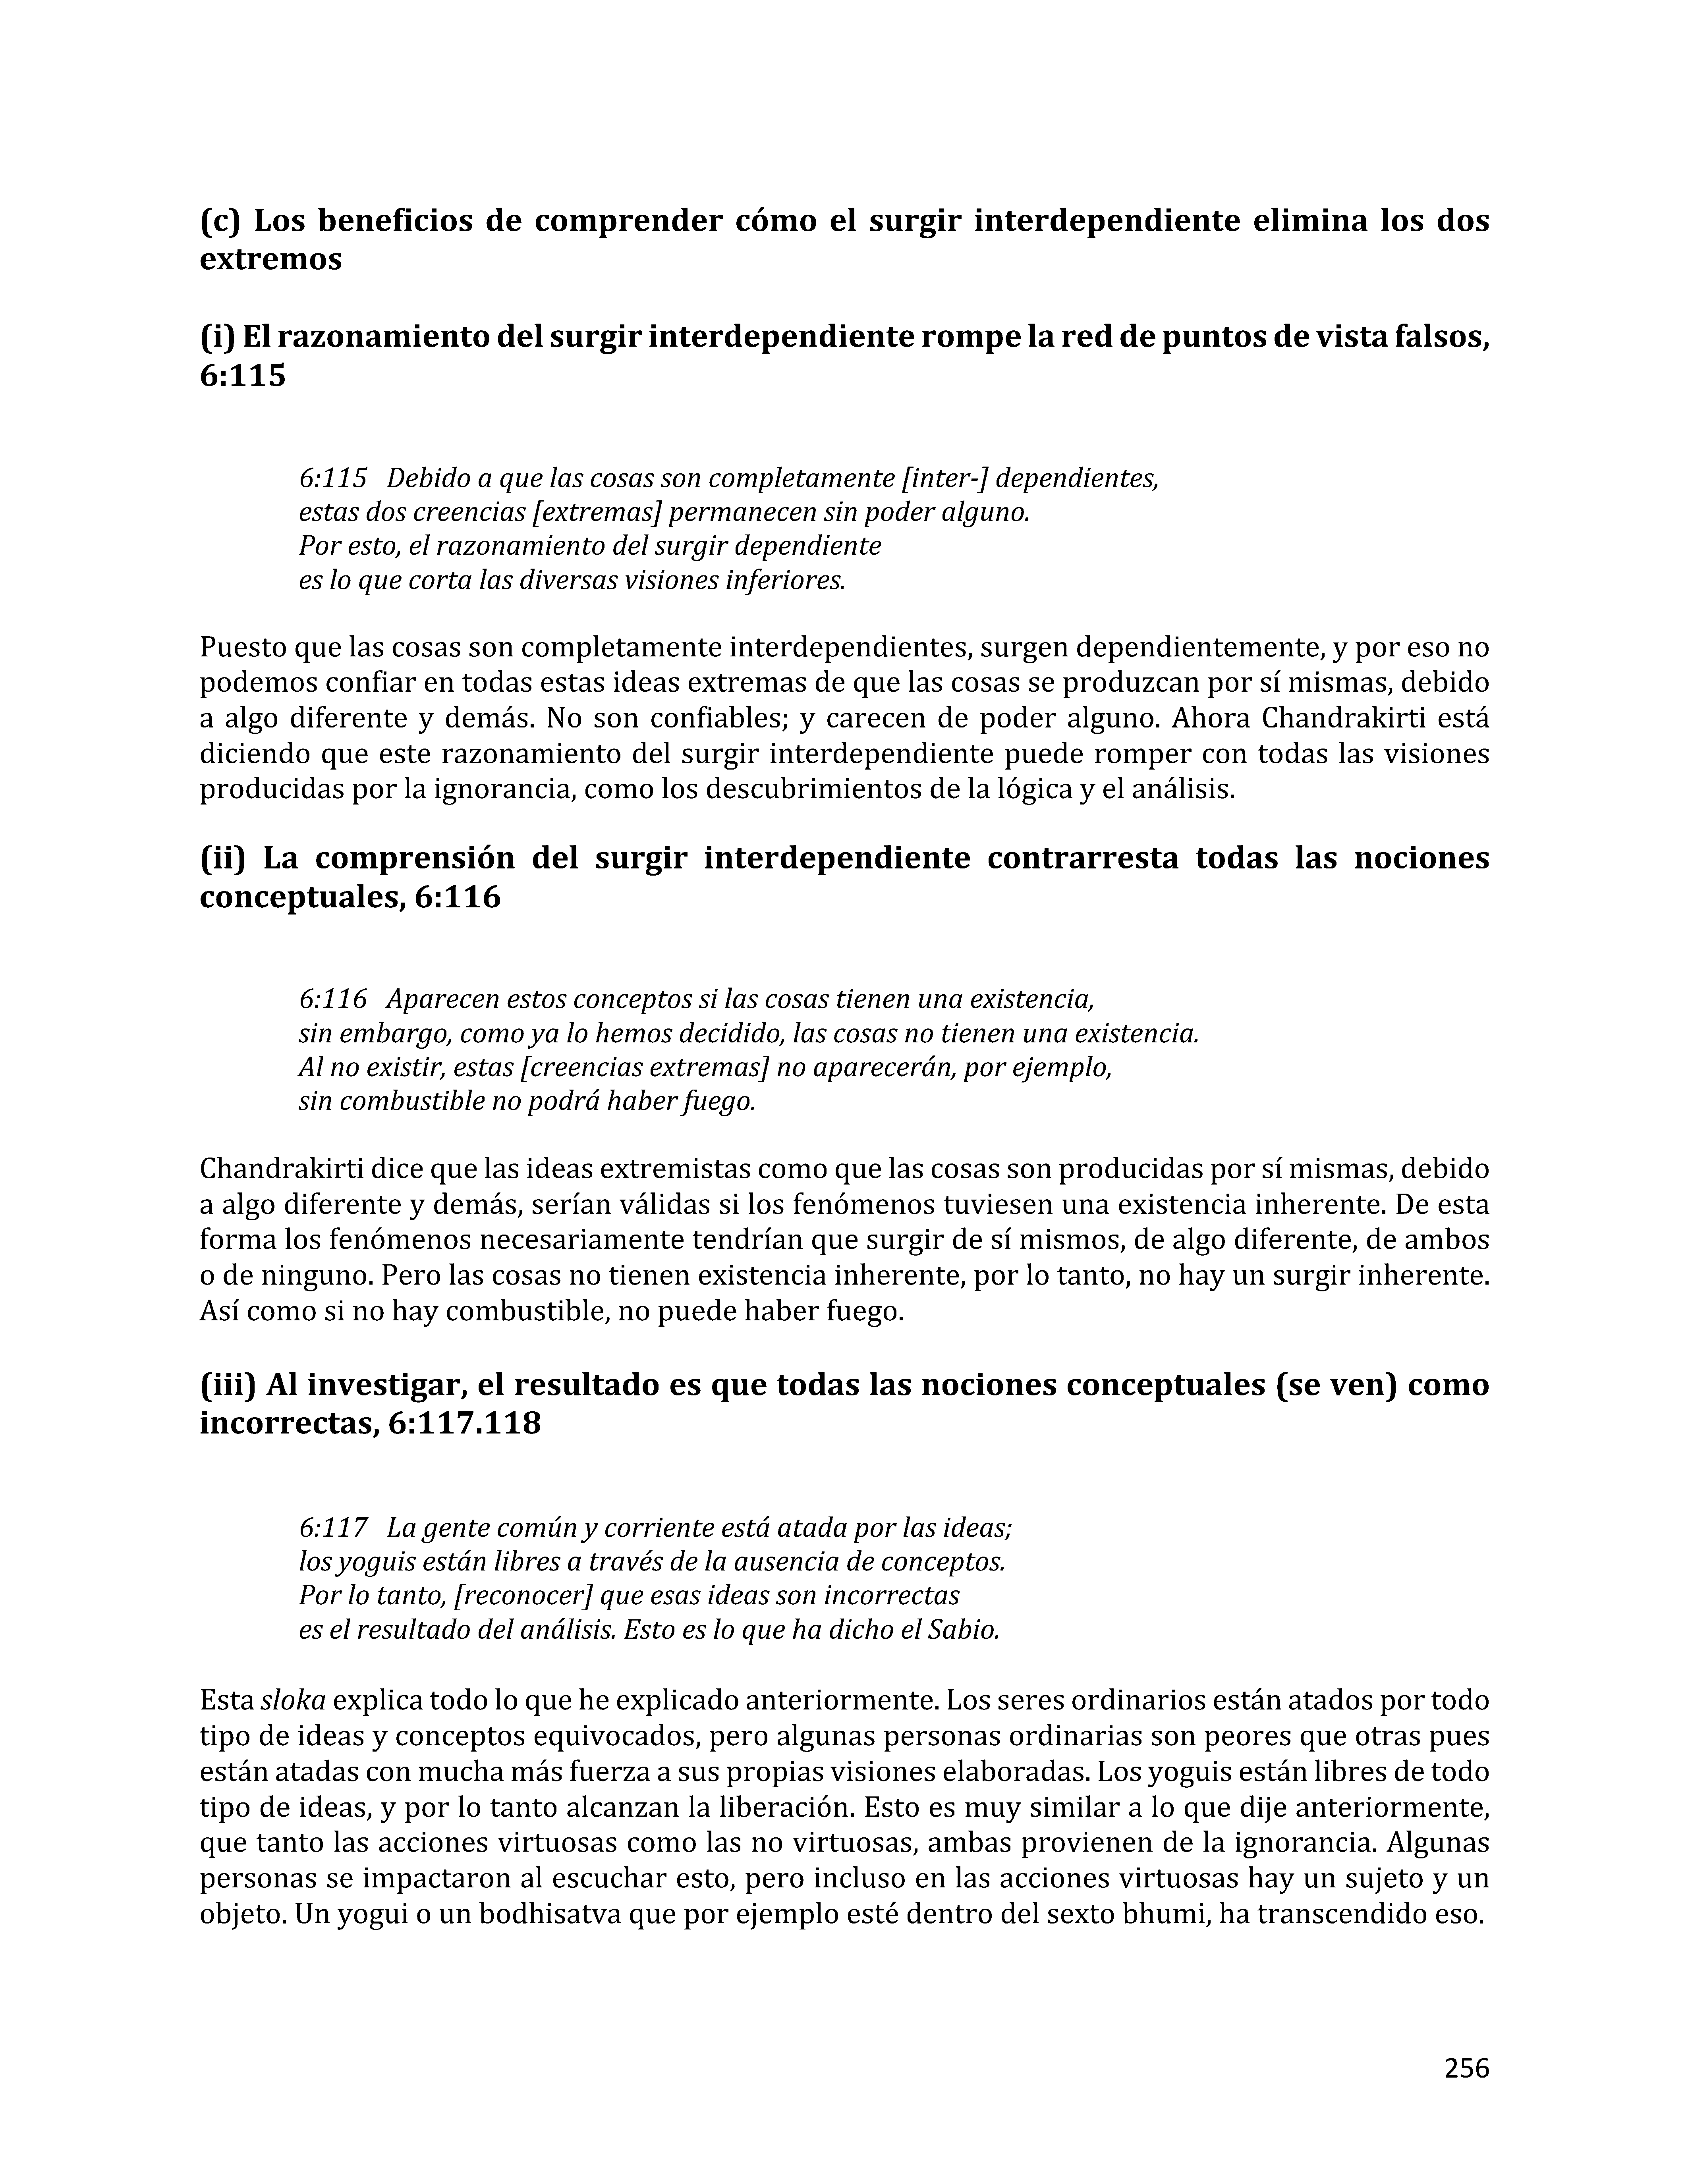 (c) Los beneficios de comprender cómo el surgir interdependiente elimina los dos
extremos
(i) El razonamiento del surgir interdependiente rompe la red de puntos de vista falsos,
6:115
6:115 Debido a que las cosas son completamente [inter-] dependientes,
estas dos creencias [extremas] permanecen sin poder alguno.
Por esto, el razonamiento del surgir dependiente
es lo que corta las diversas visiones inferiores.
Puesto que las cosas son completamente interdependientes, surgen dependientemente, y por eso no
podemos confiar en todas estas ideas extremas de que las cosas se produzcan por sí mismas, debido
a algo diferente y demás. No son confiables; y carecen de poder alguno. Ahora Chandrakirti está
diciendo que este razonamiento del surgir interdependiente puede romper con todas las visiones
producidas por la ignorancia, como los descubrimientos de la lógica y el análisis.
(ii) La comprensión del surgir interdependiente contrarresta todas las nociones
conceptuales, 6:116
6:116 Aparecen estos conceptos si las cosas tienen una existencia,
sin embargo, como ya lo hemos decidido, las cosas no tienen una existencia.
Al no existir, estas [creencias extremas] no aparecerán, por ejemplo,
sin combustible no podrá haber fuego.
Chandrakirti dice que las ideas extremistas como que las cosas son producidas por sí mismas, debido
a algo diferente y demás, serían válidas si los fenómenos tuviesen una existencia inherente. De esta
forma los fenómenos necesariamente tendrían que surgir de sí mismos, de algo diferente, de ambos
o de ninguno. Pero las cosas no tienen existencia inherente, por lo tanto, no hay un surgir inherente.
Así como si no hay combustible, no puede haber fuego.
(iii) Al investigar, el resultado es que todas las nociones conceptuales (se ven) como
incorrectas, 6:117.118
6:117 La gente común y corriente está atada por las ideas;
los yoguis están libres a través de la ausencia de conceptos.
Por lo tanto, [reconocer] que esas ideas son incorrectas
es el resultado del análisis. Esto es lo que ha dicho el Sabio.
Esta sloka explica todo lo que he explicado anteriormente. Los seres ordinarios están atados por todo
tipo de ideas y conceptos equivocados, pero algunas personas ordinarias son peores que otras pues
están atadas con mucha más fuerza a sus propias visiones elaboradas. Los yoguis están libres de todo
tipo de ideas, y por lo tanto alcanzan la liberación. Esto es muy similar a lo que dije anteriormente,
que tanto las acciones virtuosas como las no virtuosas, ambas provienen de la ignorancia. Algunas
personas se impactaron al escuchar esto, pero incluso en las acciones virtuosas hay un sujeto y un
objeto. Un yogui o un bodhisatva que por ejemplo esté dentro del sexto bhumi, ha transcendido eso.
256